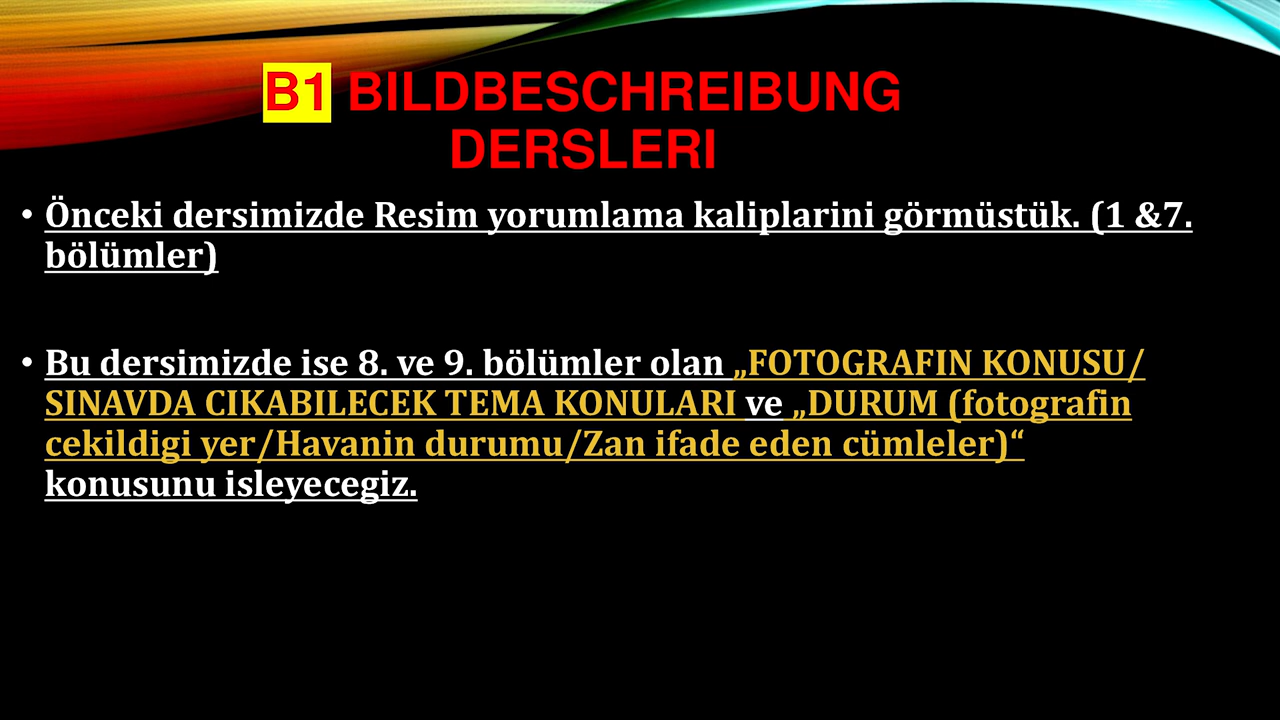 B1 BILDBESCHREIBUNG
DERSLERI
• Önceki dersimizde Resim yorumlama kaliplarini görmüstük. (1 &7.
bölümler)
• Bu dersimizde ise 8. ve 9. bölümler olan „FOTOGRAFIN KONUSU/
SINAVDA CIKABILECEK TEMA KONULARI ve „DURUM (fotografin
cekildigi yer/Havanin durumu/Zan ifade eden cümleler)“
konusunu isleyecegiz.